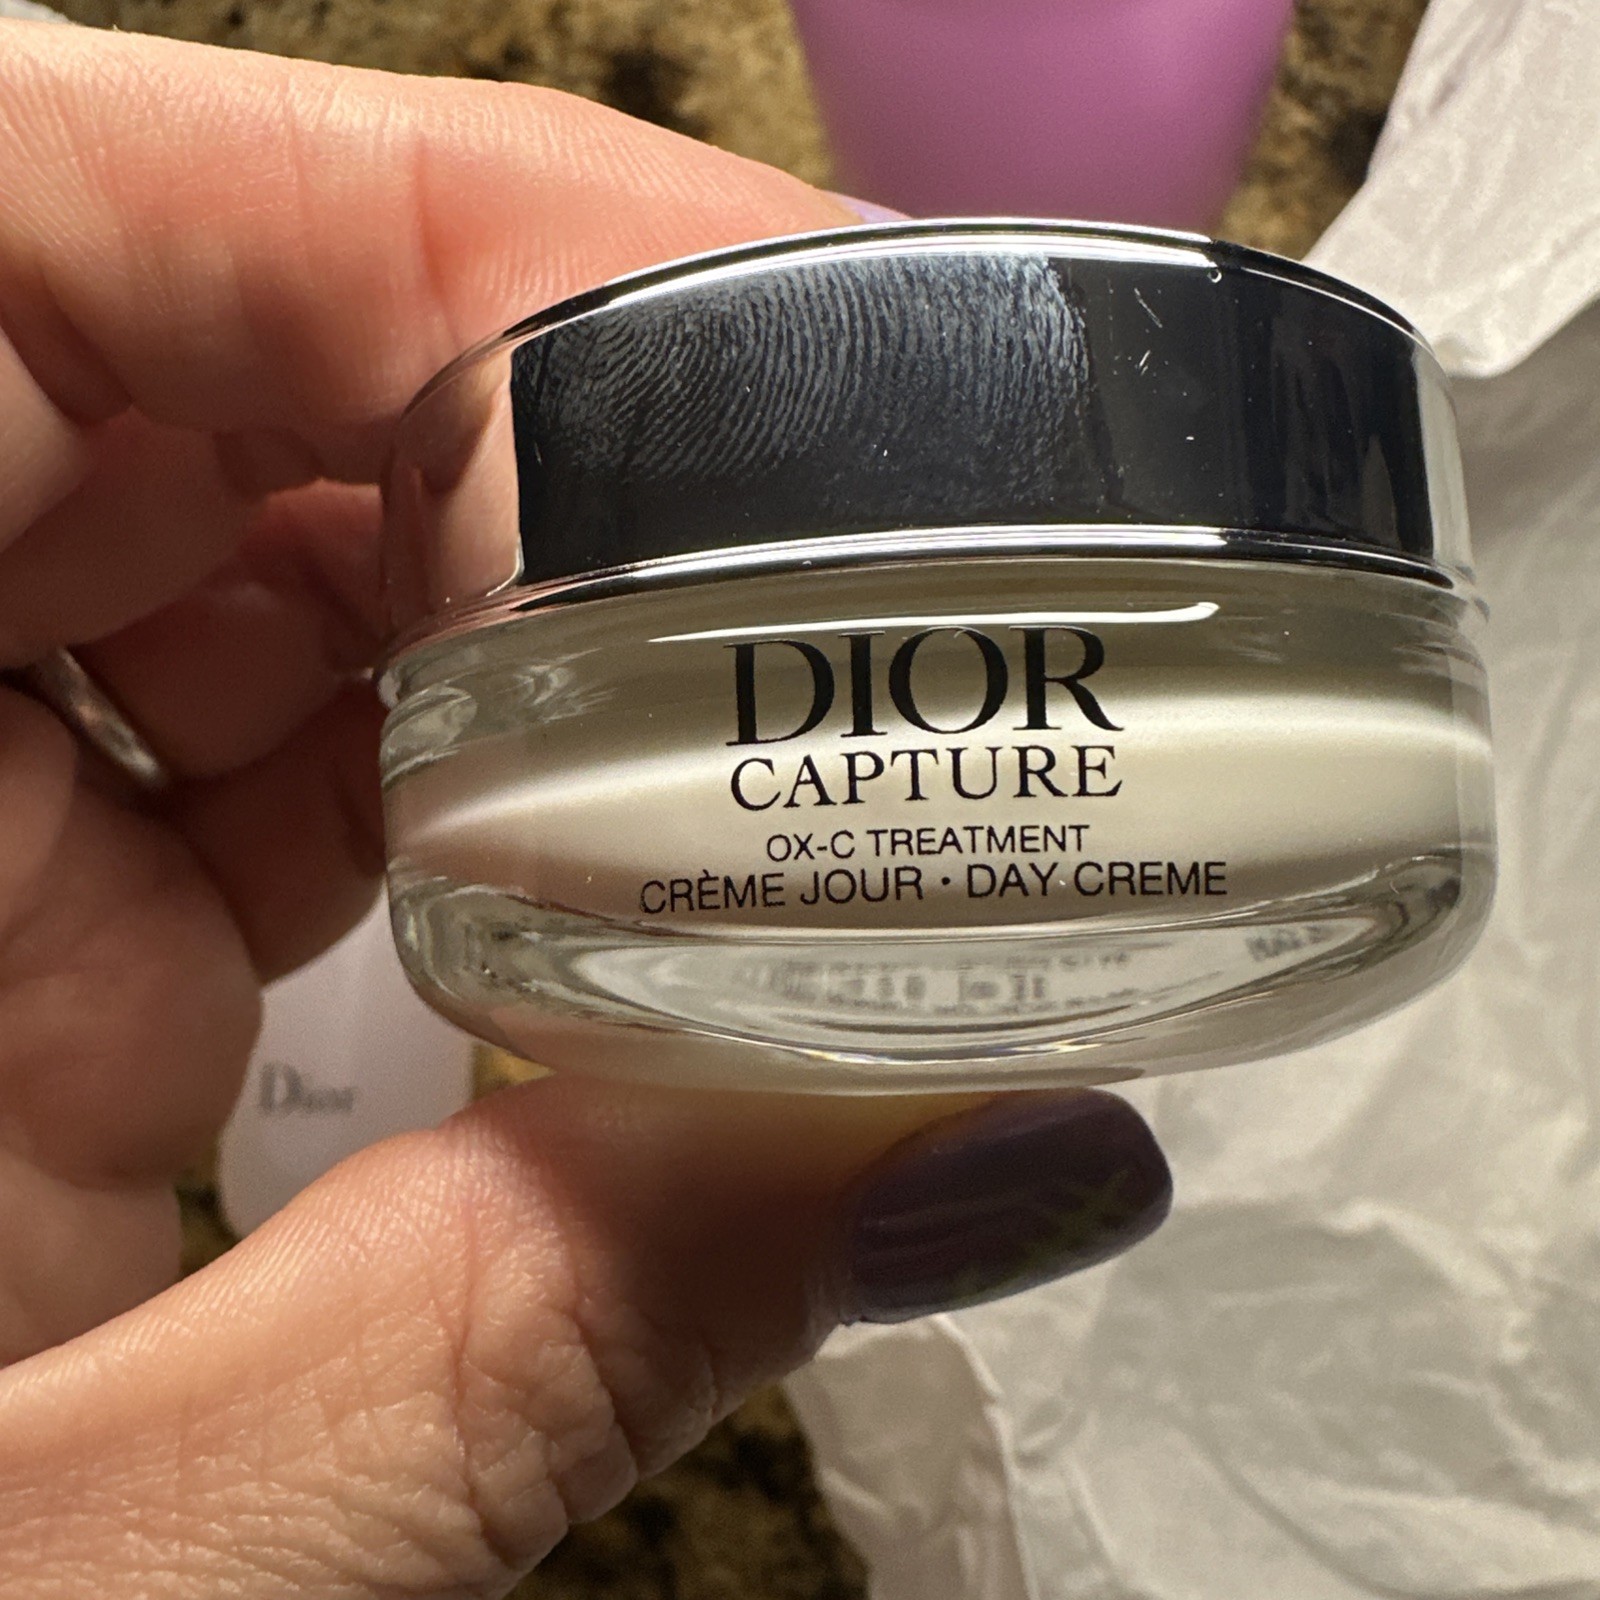 DIOR
CAPTURE
OX-C TREATMENT
CRÈME JOUR · DAY CREME
Dior